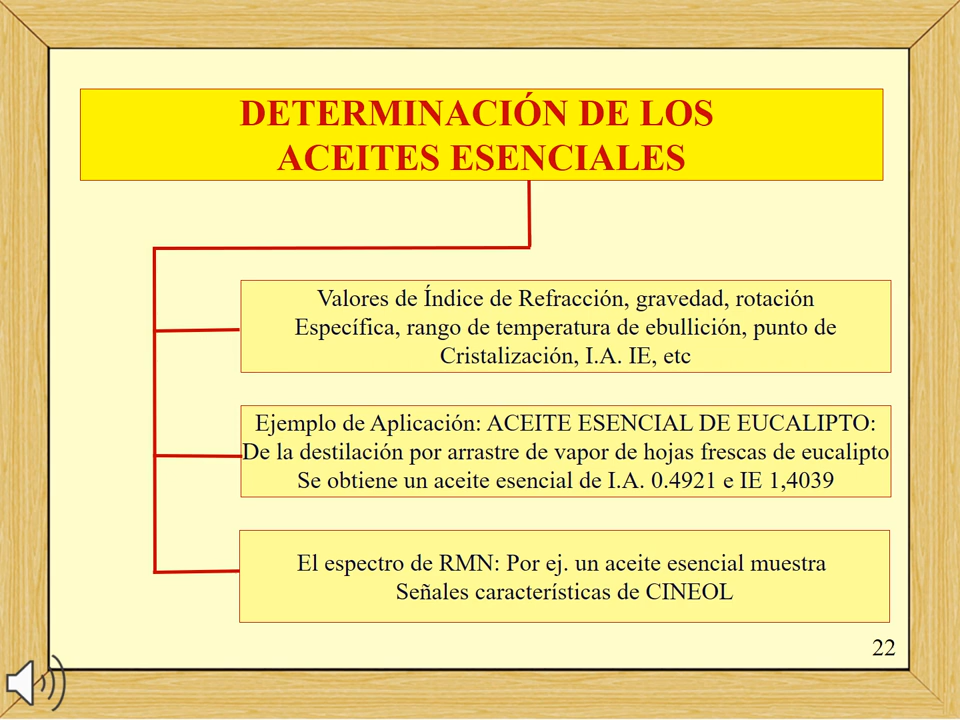 DETERMINACIÓN DE LOS
ACEITES ESENCIALES
Valores de Índice de Refracción, gravedad, rotación
Específica, rango de temperatura de ebullición, punto de
Cristalización, I.A. IE, etc
Ejemplo de Aplicación: ACEITE ESENCIAL DE EUCALIPTO:
De la destilación por arrastre de vapor de hojas frescas de eucalipto
Se obtiene un aceite esencial de I.A. 0.4921 e IE 1,4039
El espectro de RMN: Por ej. un aceite esencial muestra
Señales características de CINEOL
22